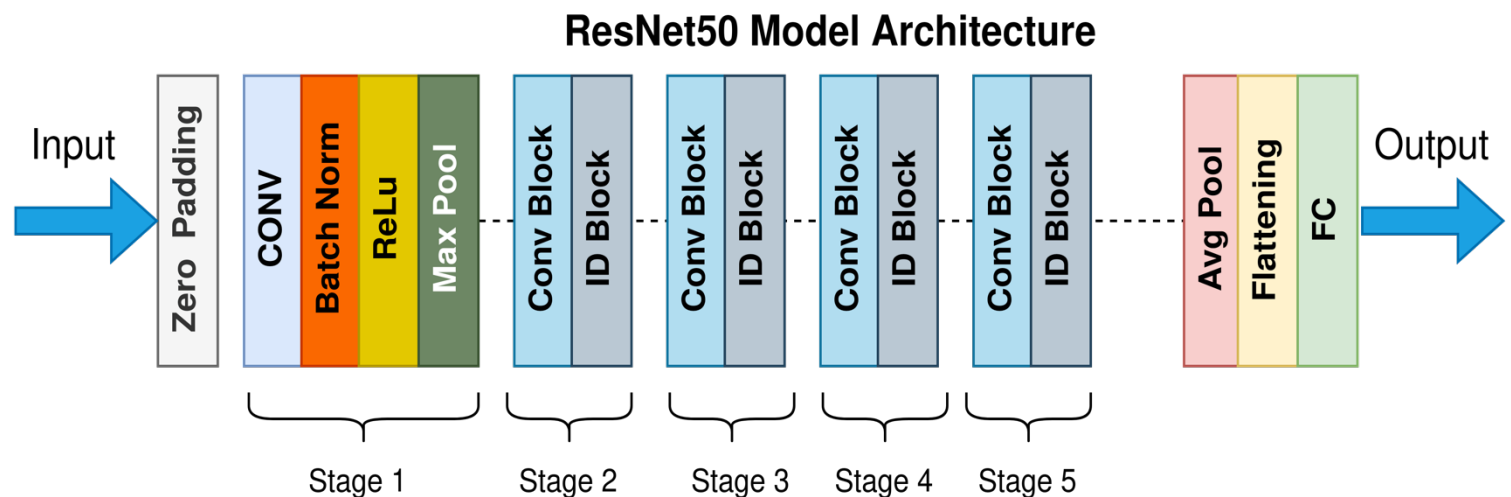 ResNet50 Model Architecture
Input
Zero Padding
CONV
Batch Norm
ReLu
Max Pool
Conv Block
ID Block
Conv Block
ID Block
Conv Block
ID Block
Conv Block
ID Block
Avg Pool
Flattening
FC
Output
Stage 1
Stage 2
Stage 3
Stage 4
Stage 5